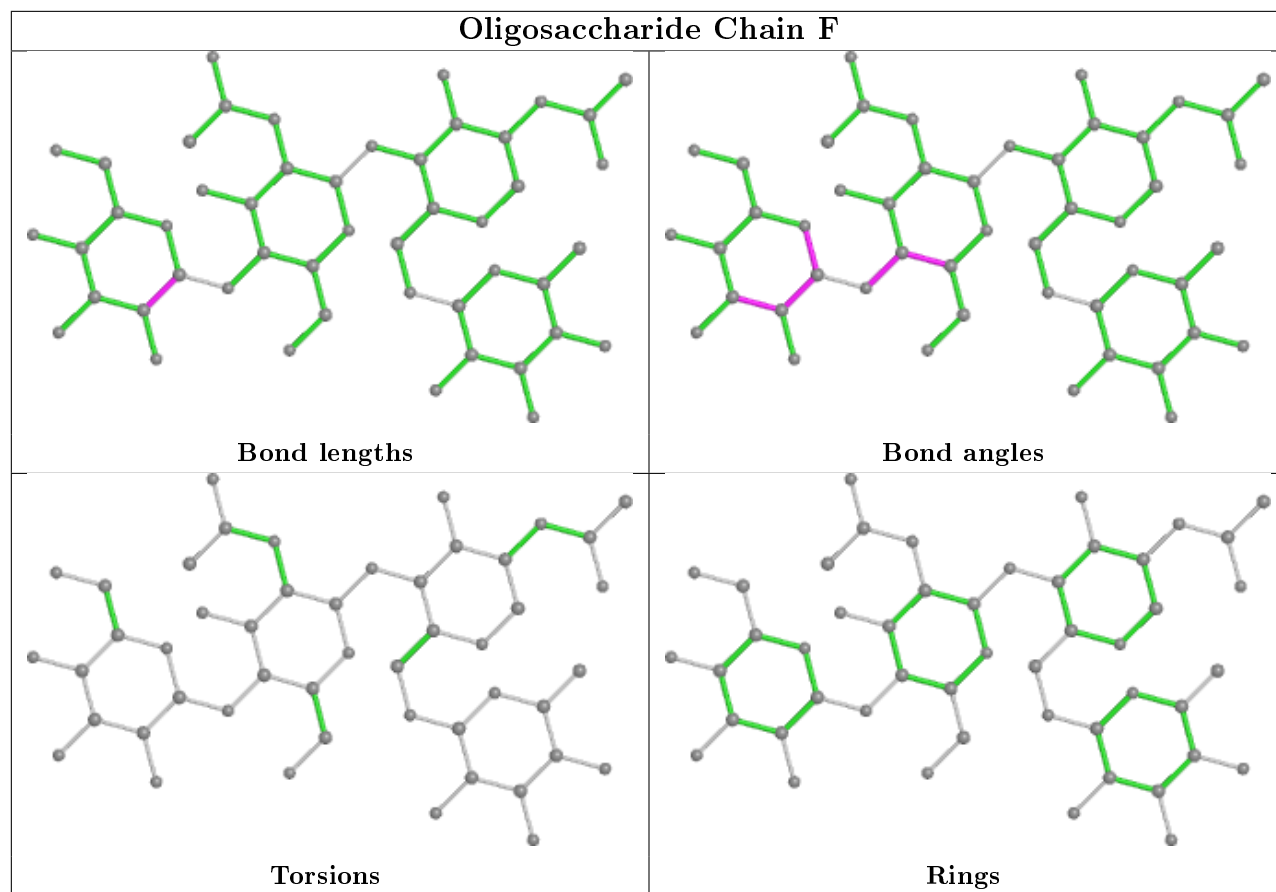 Oligosaccharide Chain F
Bond lengths
Bond angles
Torsions
Rings